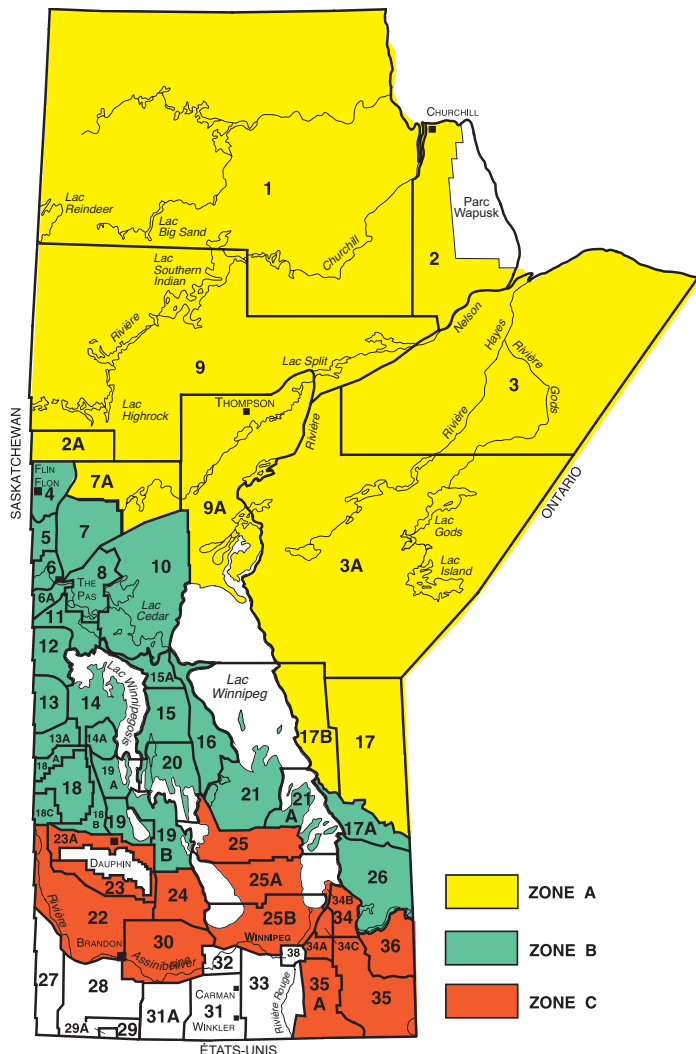 CHURCHILL
1
Lac
Reindeer
Lac
Big Sand
Parc
Wapusk
Churchill
2
Lac
Southern
Indian
Nelson
Hayes
Rivière
Rivière
Lac Split
9
3
Gods
Lac
Highrock
THOMPSON
Rivière
Rivière
2A
SASKATCHEWAN
FLIN
FLON
4
7A
9A
ONTARIO
5
7
Lac
Gods
6
8
10
3A
Lac
Island
THE
PAS
6A
Lac
Cedar
11
12
Lac Winnipegosis
15A
Lac
Winnipeg
13
14
15
16
17B
17
13A
14A
18
A
19
A
20
21
21
A
18
18C
18
B
19
17A
19
B
23A
25
26
DAUPHIN
23
24
25A
34B
Rivière
22
25B
34
WINNIPEG
30
BRANDON
Assiniboine
River
34A
34C
36
38
32
27
28
33
35
A
35
CARMAN
31A
31
WINKLER
Rivière Rouge
29A
29
ÉTATS-UNIS
ZONE A
ZONE B
ZONE C